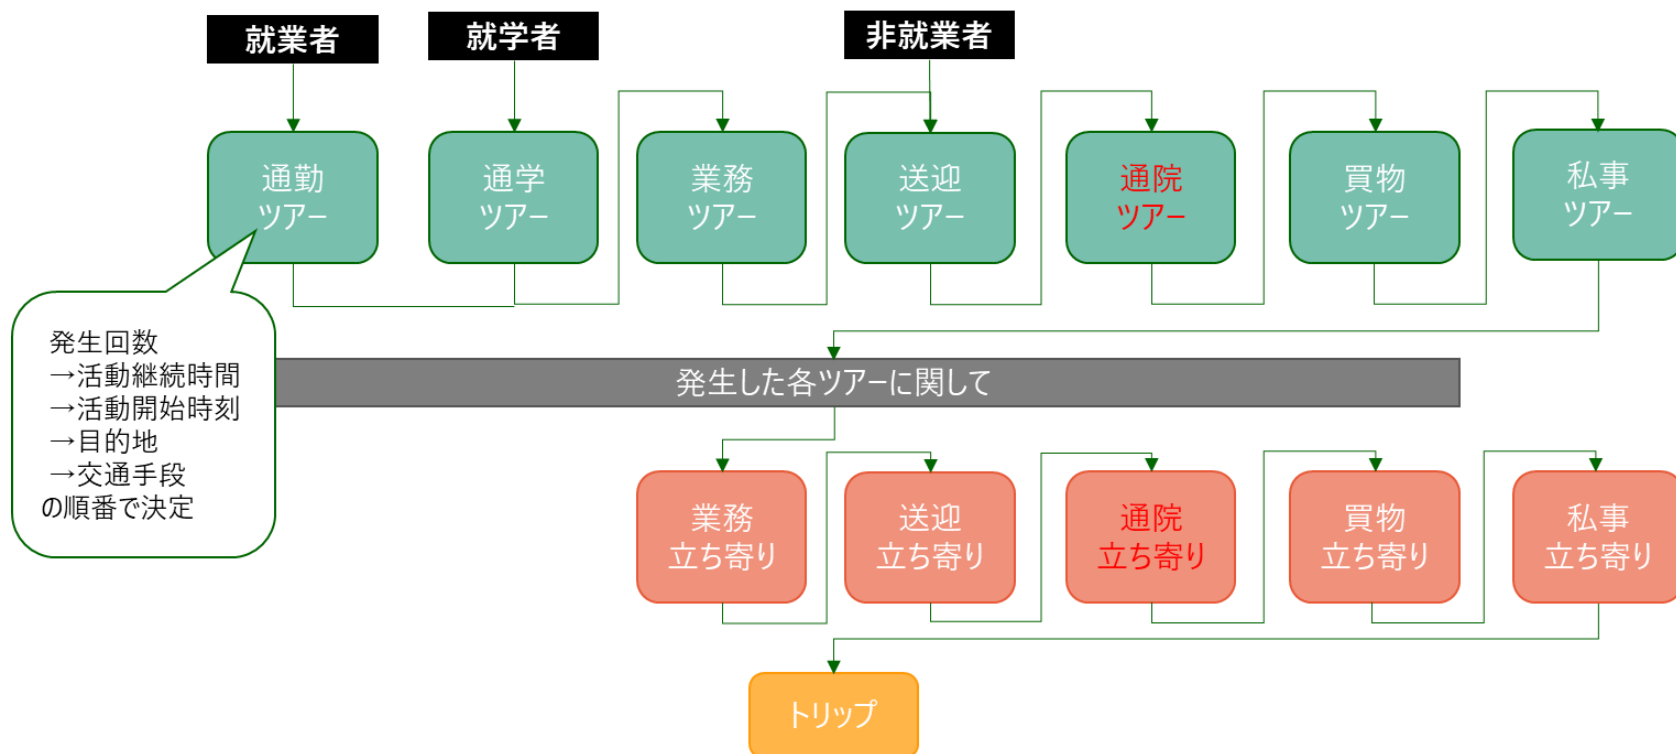 就業者
就学者
非就業者
通勤
ツアー
通学
ツアー
業務
ツアー
送迎
ツアー
通院
ツアー
買物
ツアー
私事
ツアー
発生回数
→活動継続時間
→活動開始時刻
→目的地
→交通手段
の順番で決定
発生した各ツアーに関して
業務
立ち寄り
送迎
立ち寄り
通院
立ち寄り
買物
立ち寄り
私事
立ち寄り
トリップ